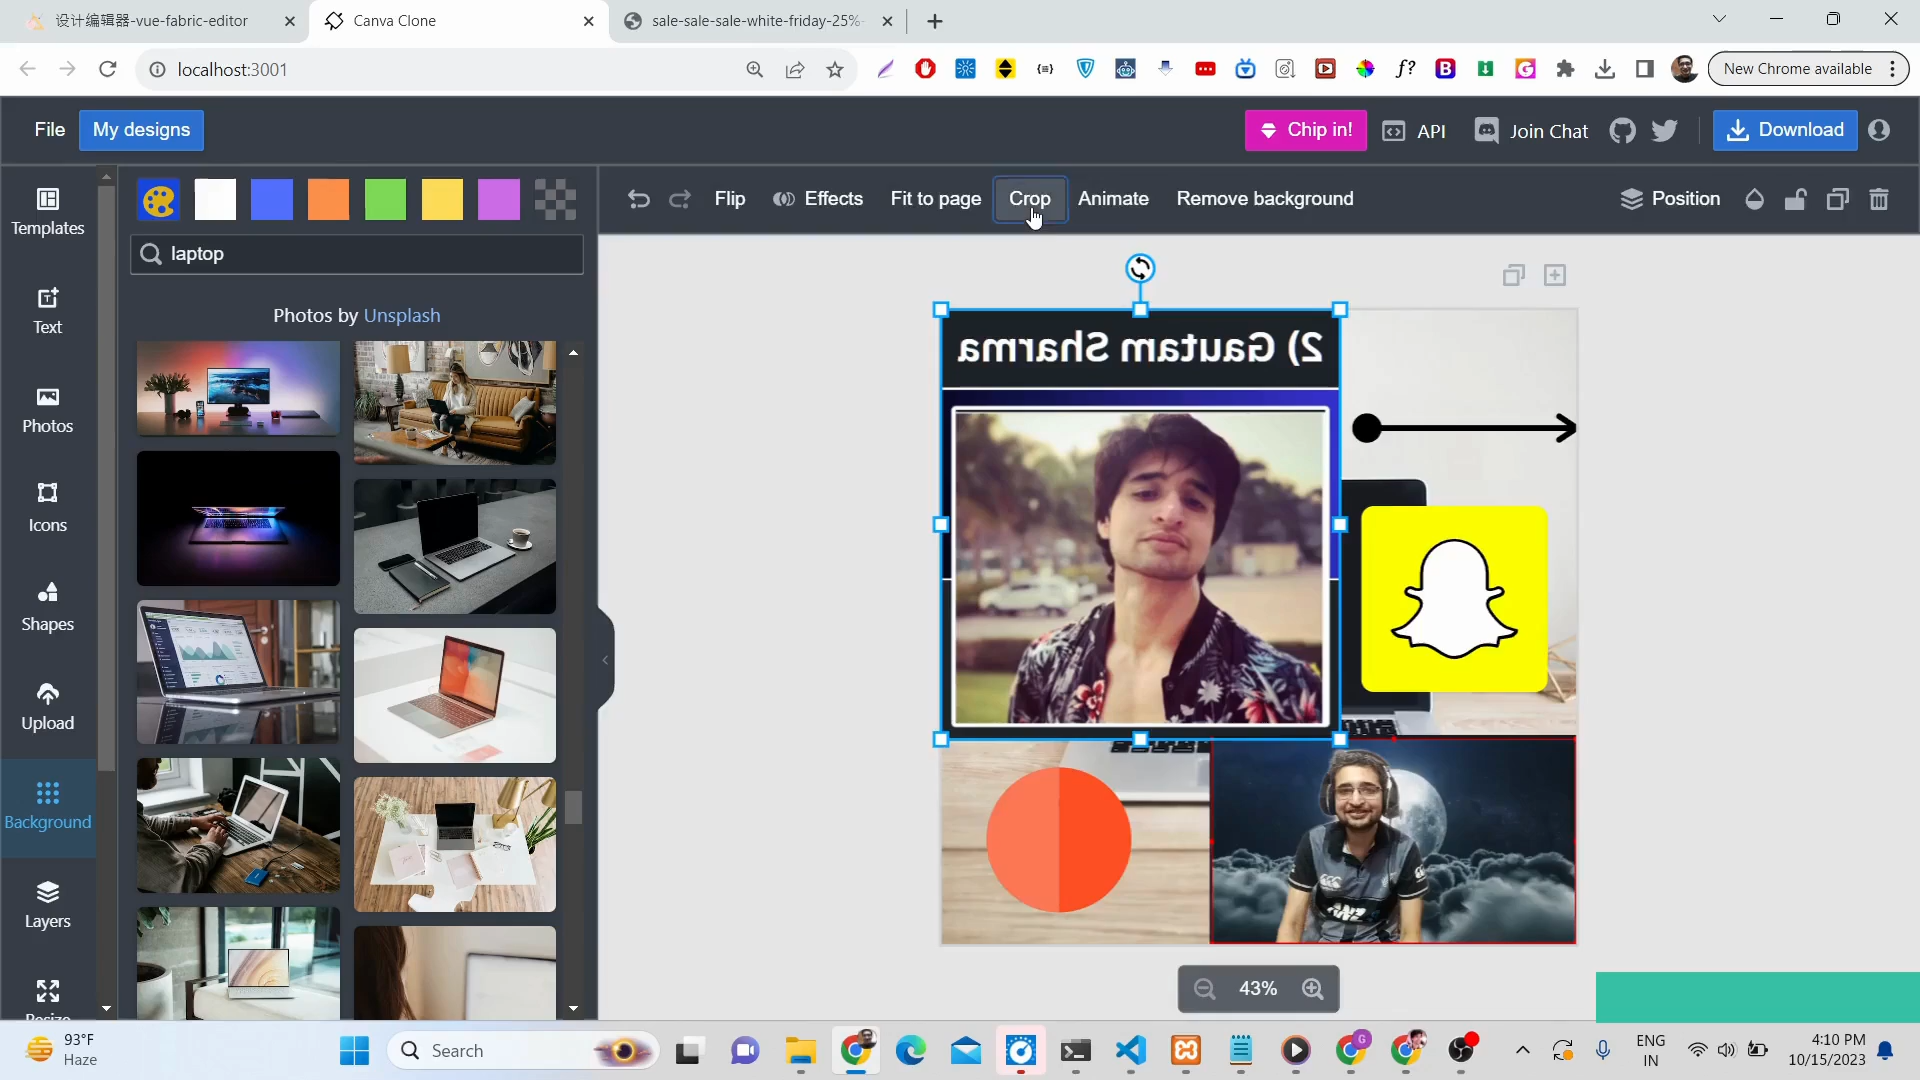 设计编辑器-vue-fabric-editor
Canva Clone
sale-sale-sale-white-friday-25%-
localhost:3001
New Chrome available
File
My designs
Chip in!
API
Join Chat
Download
Templates
Text
Photos
Icons
Shapes
Upload
Background
Layers
Resize
laptop
Photos by Unsplash
Flip
Effects
Fit to page
Crop
Animate
Remove background
Position
2) Gautam Sharma
43%
93°F
Haze
Search
ENG
IN
4:10 PM
10/15/2023